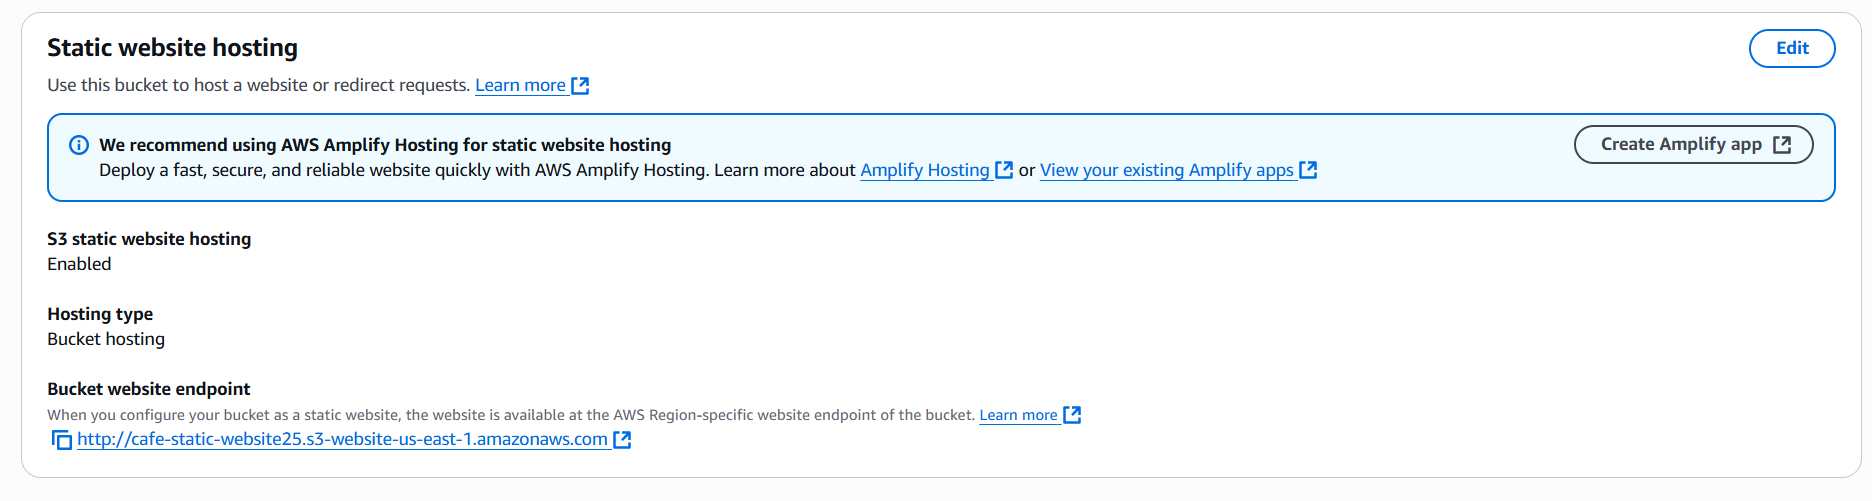 Static website hosting
Edit
Use this bucket to host a website or redirect requests. Learn more
We recommend using AWS Amplify Hosting for static website hosting
Create Amplify app
Deploy a fast, secure, and reliable website quickly with AWS Amplify Hosting. Learn more about Amplify Hosting or View your existing Amplify apps
S3 static website hosting
Enabled
Hosting type
Bucket hosting
Bucket website endpoint
When you configure your bucket as a static website, the website is available at the AWS Region-specific website endpoint of the bucket. Learn more
http://cafe-static-website25.s3-website-us-east-1.amazonaws.com